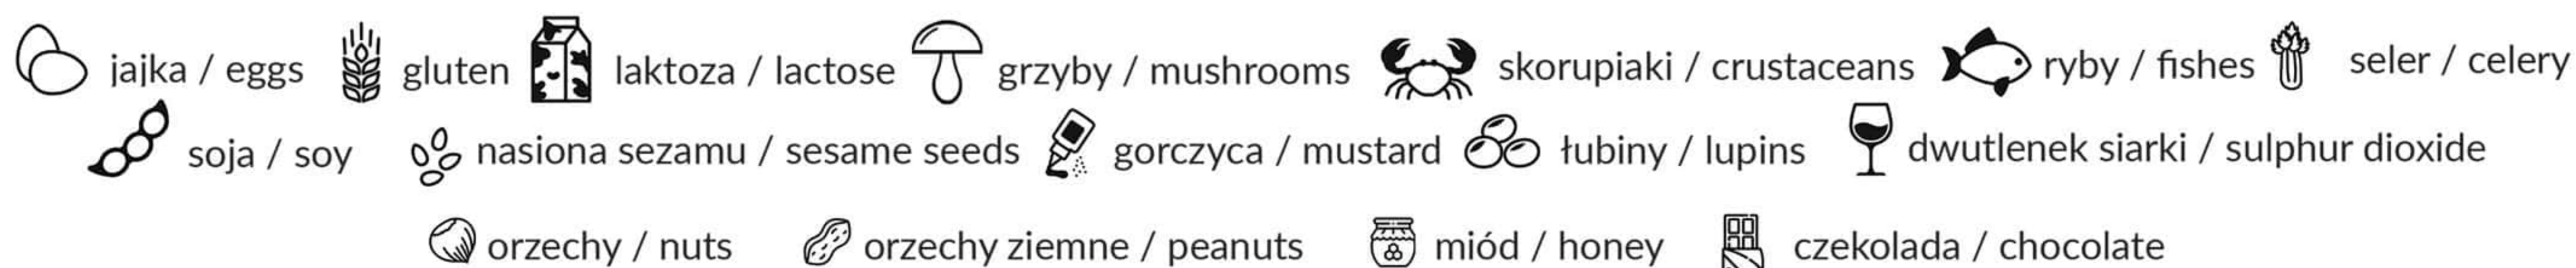 jajka / eggs gluten laktoza / lactose grzyby / mushrooms skorupiaki / crustaceans ryby / fishes seler / celery
soja / soy nasiona sezamu / sesame seeds gorczyca / mustard łubiny / lupins dwutlenek siarki / sulphur dioxide
orzechy / nuts orzechy ziemne / peanuts miód / honey czekolada / chocolate